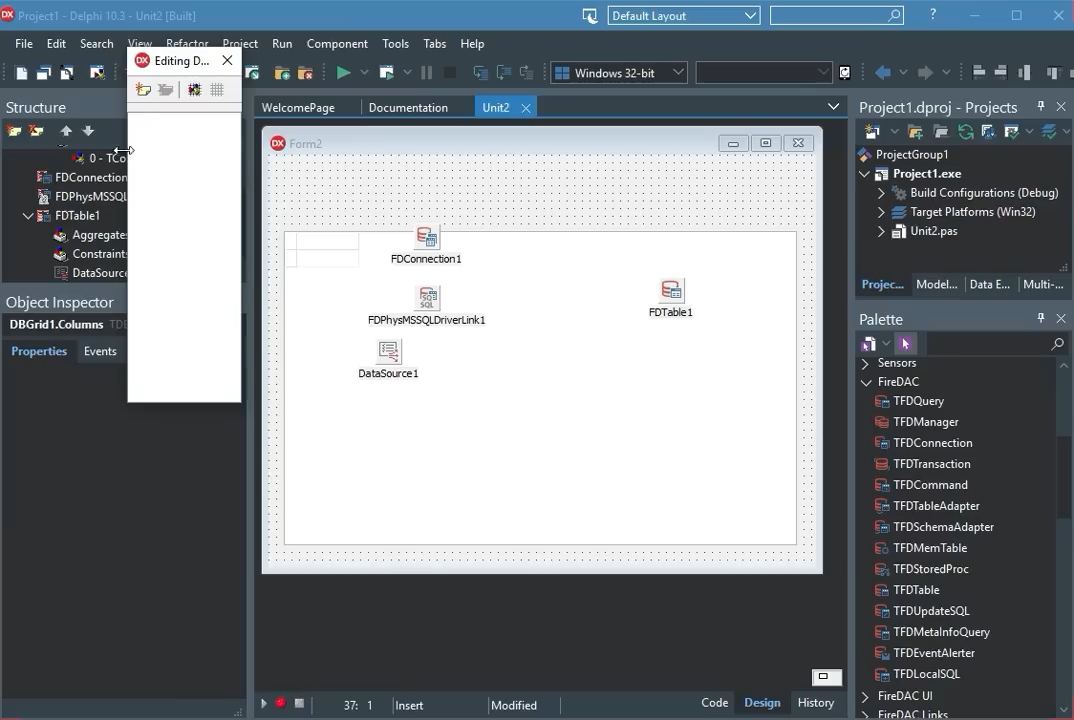 Project1 - Delphi 10.3 - Unit2 [Built]
Default Layout
?
File Edit Search View Refactor Project Run Component Tools Tabs Help
Editing D...
Windows 32-bit
Structure
WelcomePage Documentation Unit2
Project1.dproj - Projects
0 - TCo
FDConnection
FDPhysMSSQL
FDTable1
Aggregate
Constraint
DataSource
Form2
FDConnection1
FDPhysMSSQLDriverLink1
DataSource1
FDTable1
ProjectGroup1
Project1.exe
Build Configurations (Debug)
Target Platforms (Win32)
Unit2.pas
Projec... Model... Data E... Multi-...
Object Inspector
DBGrid1.Columns
Properties Events
Palette
Sensors
FireDAC
TFDQuery
TFDManager
TFDConnection
TFDTransaction
TFDCommand
TFDTableAdapter
TFDSchemaAdapter
TFDMemTable
TFDStoredProc
TFDTable
TFDUpdateSQL
TFDMetaInfoQuery
TFDEventAlerter
TFDLocalSQL
FireDAC UI
FireDAC Links
37: 1 Insert Modified
Code Design History